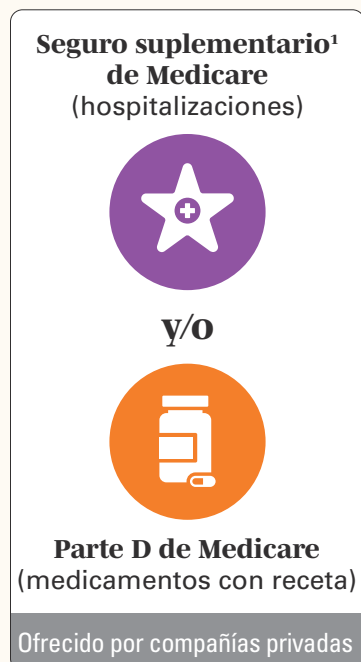 Seguro suplementario¹
de Medicare
(hospitalizaciones)
y/o
Parte D de Medicare
(medicamentos con receta)
Ofrecido por compañías privadas